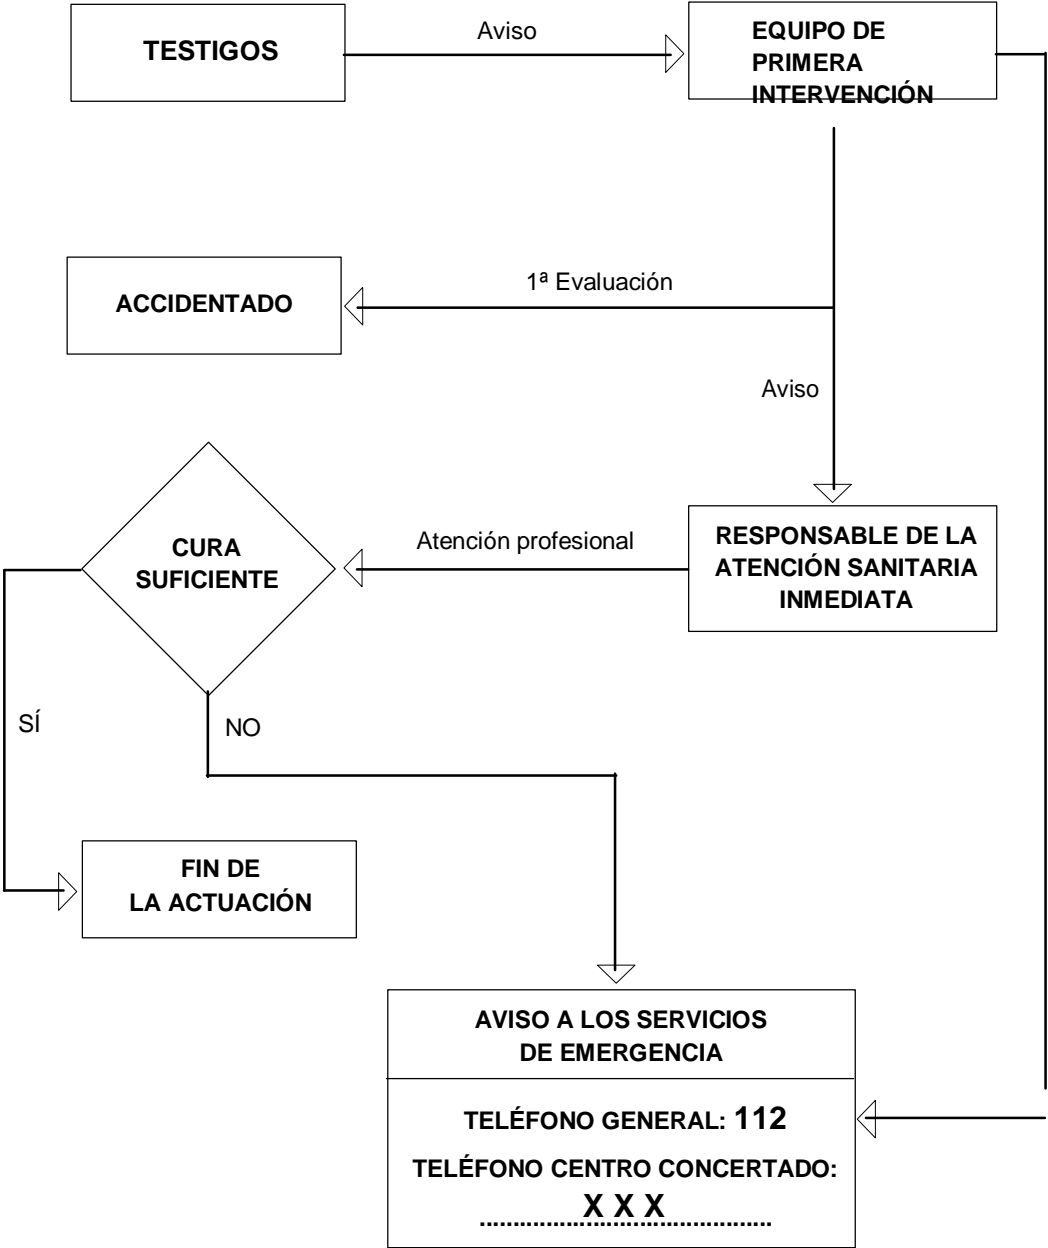 TESTIGOS
Aviso
EQUIPO DE
PRIMERA
INTERVENCIÓN
ACCIDENTADO
1ª Evaluación
Aviso
CURA
SUFICIENTE
Atención profesional
RESPONSABLE DE LA
ATENCIÓN SANITARIA
INMEDIATA
SÍ
NO
FIN DE
LA ACTUACIÓN
AVISO A LOS SERVICIOS
DE EMERGENCIA
TELÉFONO GENERAL: 112
TELÉFONO CENTRO CONCERTADO:
X X X